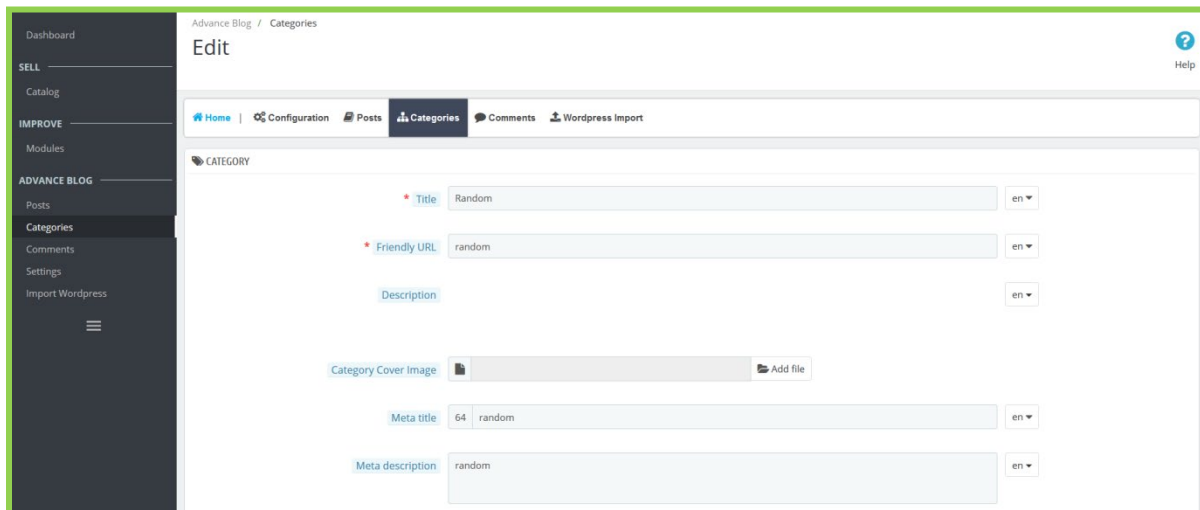 Dashboard
SELL
Catalog
IMPROVE
Modules
ADVANCE BLOG
Posts
Categories
Comments
Settings
Import Wordpress
Advance Blog / Categories
Edit
Help
Home | Configuration Posts Categories Comments Wordpress Import
CATEGORY
* Title Random en
* Friendly URL random en
Description en
Category Cover Image Add file
Meta title 64 random en
Meta description random en